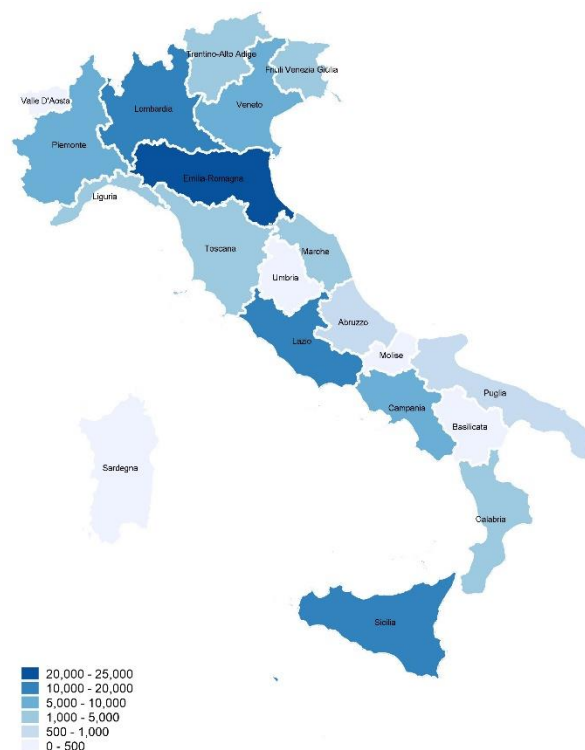 Trentino-Alto Adige
Friuli Venezia Giulia
Valle D'Aosta
Lombardia
Veneto
Piemonte
Emilia-Romagna
Liguria
Toscana
Marche
Umbria
Abruzzo
Lazio
Molise
Puglia
Campania
Basilicata
Sardegna
Calabria
Sicilia
20,000 - 25,000
10,000 - 20,000
5,000 - 10,000
1,000 - 5,000
500 - 1,000
0 - 500